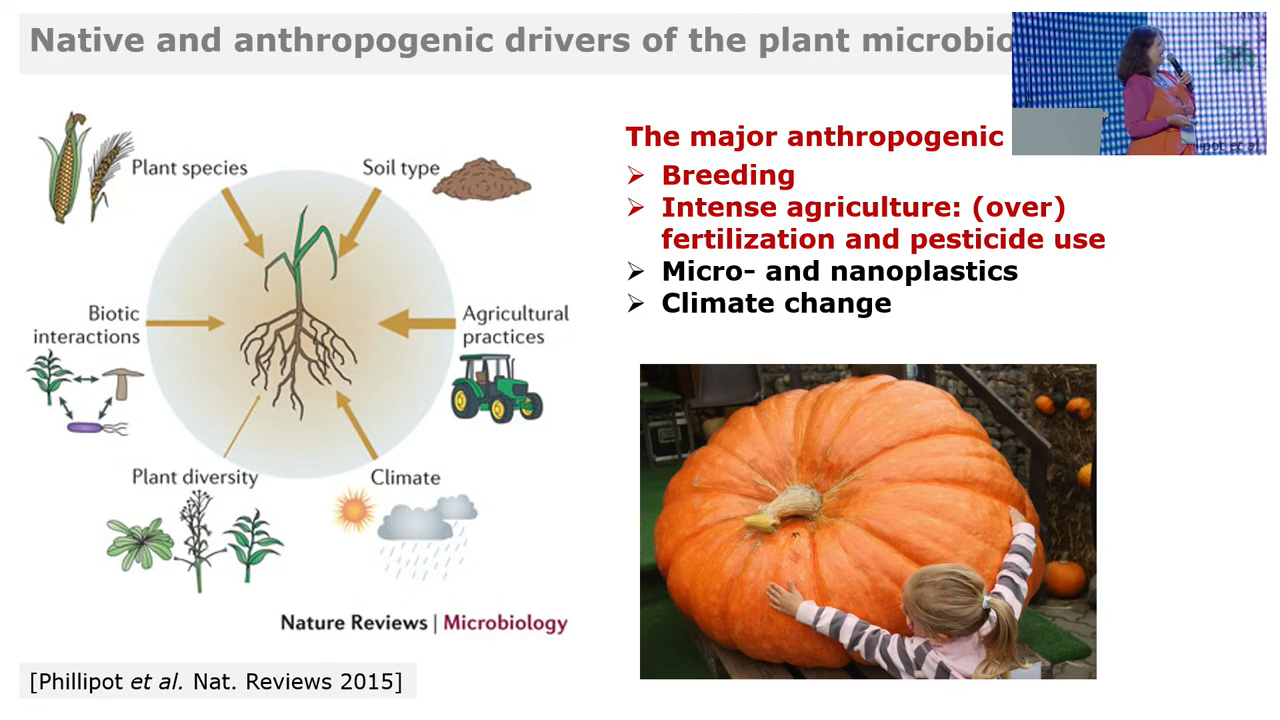 Native and anthropogenic drivers of the plant
The major anthropogenic
➢ Breeding
➢ Intense agriculture: (over)
fertilization and pesticide use
➢ Micro- and nanoplastics
➢ Climate change
Plant species
Soil type
Biotic
interactions
Agricultural
practices
Plant diversity
Climate
Nature Reviews | Microbiology
[Phillipot et al. Nat. Reviews 2015]